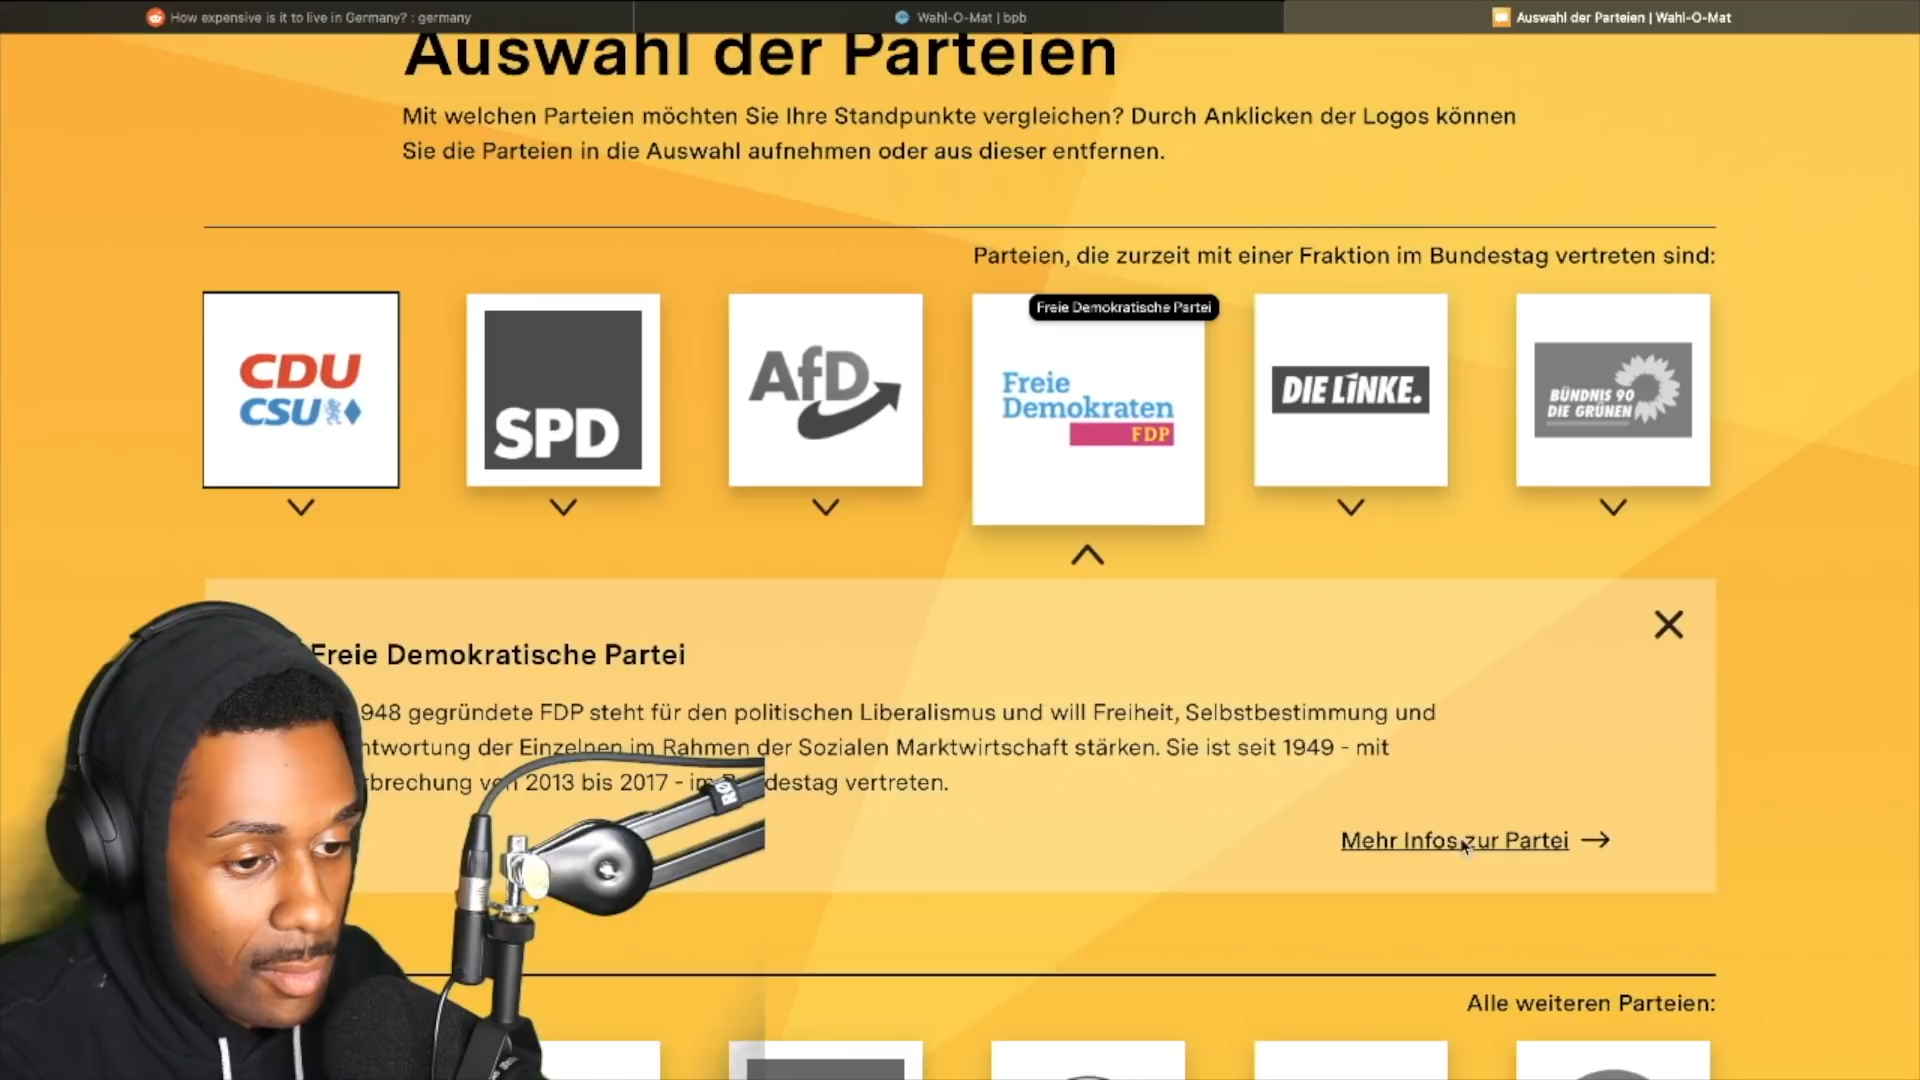 How expensive is it to live in Germany? : germany
Wahl-O-Mat | bpb
Auswahl der Parteien | Wahl-O-Mat
Auswahl der Parteien
Mit welchen Parteien möchten Sie Ihre Standpunkte vergleichen? Durch Anklicken der Logos können
Sie die Parteien in die Auswahl aufnehmen oder aus dieser entfernen.
Parteien, die zurzeit mit einer Fraktion im Bundestag vertreten sind:
CDU
CSU
SPD
AfD
Freie Demokratische Partei
Freie
Demokraten
FDP
DIE LINKE.
BÜNDNIS 90
DIE GRÜNEN
Freie Demokratische Partei
948 gegründete FDP steht für den politischen Liberalismus und will Freiheit, Selbstbestimmung und
ntwortung der Einzelnen im Rahmen der Sozialen Marktwirtschaft stärken. Sie ist seit 1949 - mit
rbrechung von 2013 bis 2017 - im Bundestag vertreten.
Mehr Infos zur Partei
Alle weiteren Parteien: